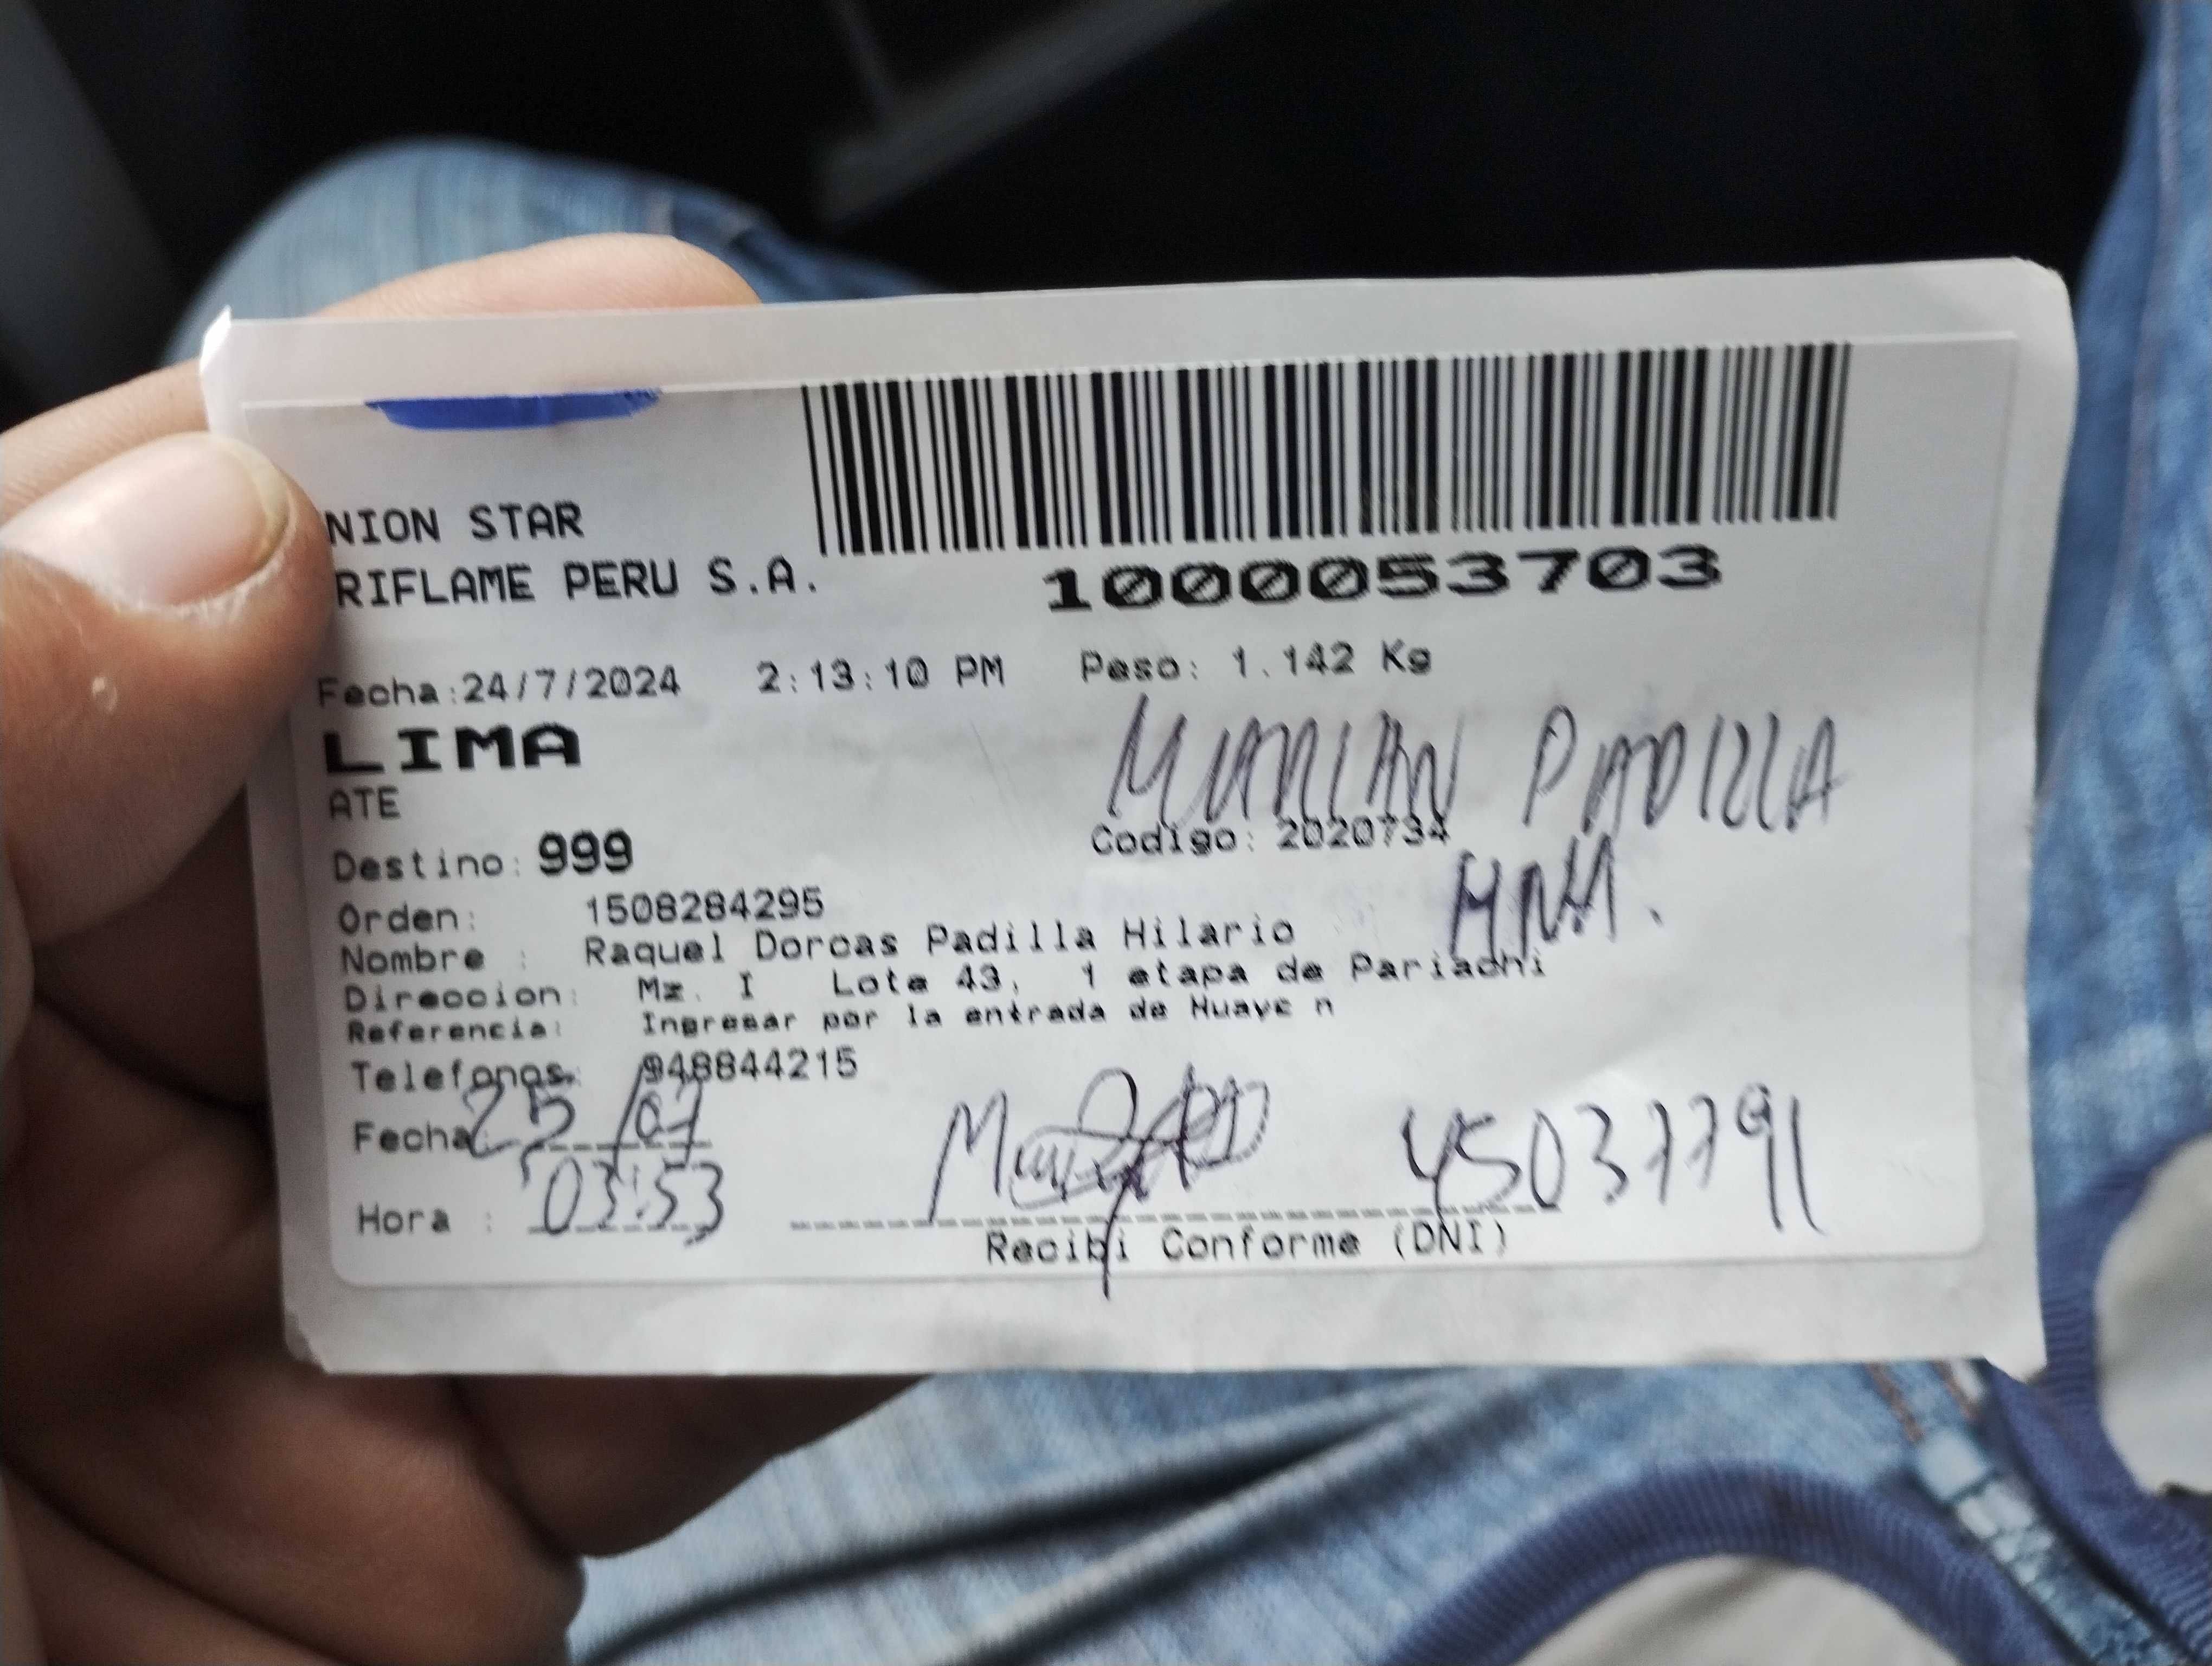 NION STAR
RIFLAME PERU S.A.
1000053703
Fecha:24/7/2024 2:13:10 PM Peso: 1.142 Kg
LIMA
ATE
PADILLA
Destino: 999
Codigo: 2020734
Orden: 1508284295
Nombre : Raquel Dorcas Padilla Hilario
Direccion: Mz. I Lote 43, 1 etapa de Pariachi
Referencia: Ingresar por la entrada de Huayc n
Telefonos: 948844215
Fecha: 25/07
45037791
Hora : 03:53
Recibi Conforme (DNI)